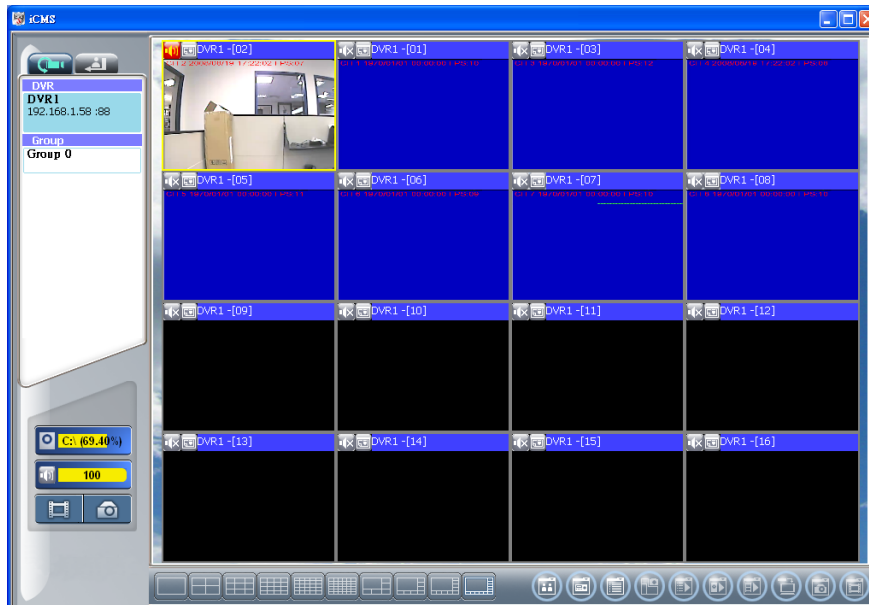 iCMS
DVR
DVR1
192.168.1.58 :88
Group
Group 0
C:\ (69.40%)
100
DVR1 -[02]
DVR1 -[01]
DVR1 -[03]
DVR1 -[04]
DVR1 -[05]
DVR1 -[06]
DVR1 -[07]
DVR1 -[08]
DVR1 -[09]
DVR1 -[10]
DVR1 -[11]
DVR1 -[12]
DVR1 -[13]
DVR1 -[14]
DVR1 -[15]
DVR1 -[16]